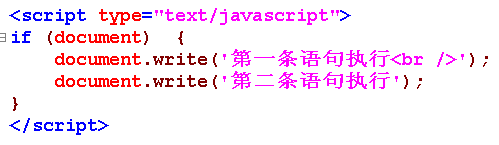 <script type="text/javascript">
if (document)  {
    document.write('第一条语句执行<br />');
    document.write('第二条语句执行');
}
</script>